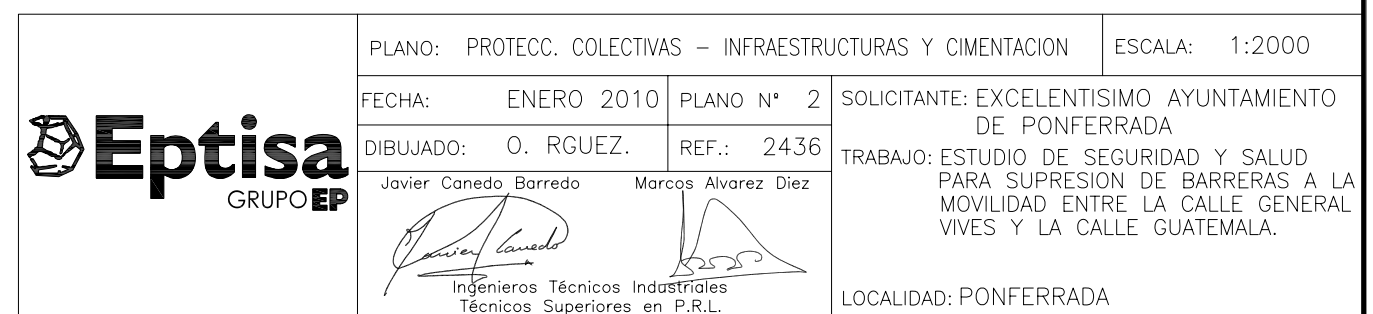 Eptisa
GRUPO EP
PLANO: PROTECC. COLECTIVAS – INFRAESTRUCTURAS Y CIMENTACION
ESCALA: 1:2000
FECHA: ENERO 2010
PLANO Nº 2
DIBUJADO: O. RGUEZ.
REF.: 2436
Javier Canedo Barredo
Marcos Alvarez Diez
Javier Canedo
Ingenieros Técnicos Industriales
Técnicos Superiores en P.R.L.
SOLICITANTE: EXCELENTISIMO AYUNTAMIENTO
DE PONFERRADA
TRABAJO: ESTUDIO DE SEGURIDAD Y SALUD
PARA SUPRESION DE BARRERAS A LA
MOVILIDAD ENTRE LA CALLE GENERAL
VIVES Y LA CALLE GUATEMALA.
LOCALIDAD: PONFERRADA